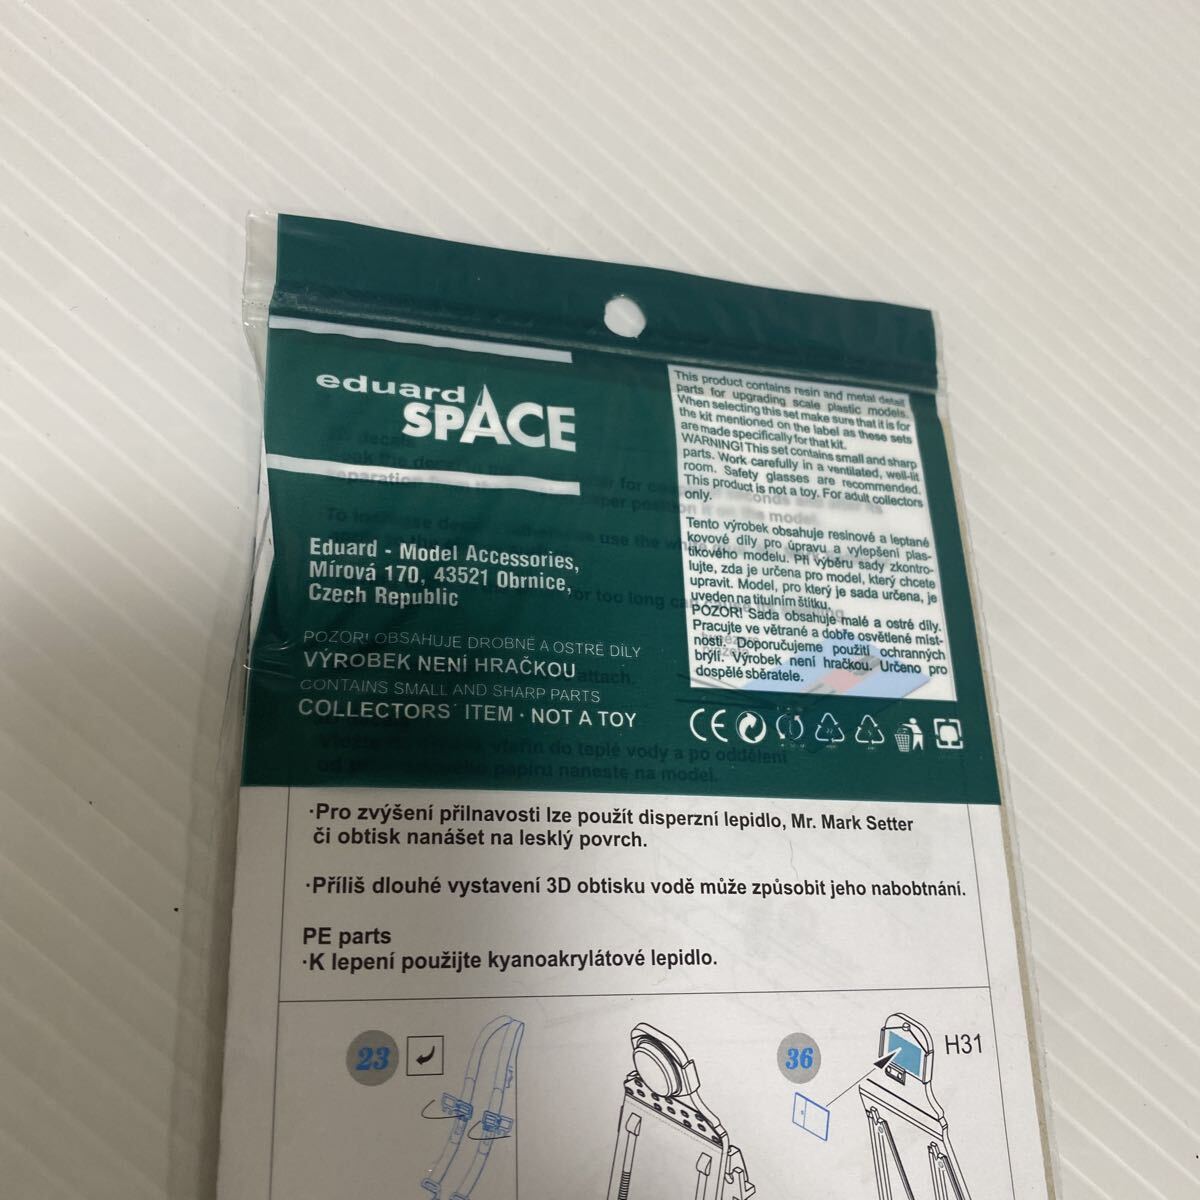 eduard
SPACE
Eduard - Model Accessories,
Mírová 170, 43521 Obrnice,
Czech Republic
POZOR! OBSAHUJE DROBNÉ A OSTRÉ DÍLY
VÝROBEK NENÍ HRAČKOU
CONTAINS SMALL AND SHARP PARTS
COLLECTORS´ ITEM · NOT A TOY
This product contains resin and metal detail
parts for upgrading scale plastic models.
When selecting this set make sure that it is for
the kit mentioned on the label as these sets
are made specifically for that kit.
WARNING! This set contains small and sharp
parts. Work carefully in a ventilated, well-lit
room. Safety glasses are recommended.
This product is not a toy. For adult collectors
only.
Tento výrobek obsahuje resinové a leptané
kovové díly pro úpravu a vylepšení plas-
tikového modelu. Při výběru sady zkontro-
lujte, zda je určena pro model, který chcete
upravit. Model, pro který je sada určena, je
uveden na titulním štítku.
POZOR! Sada obsahuje malé a ostré díly.
Pracujte ve větrané a dobře osvětlené míst-
nosti. Doporučujeme použití ochranných
brýlí. Výrobek není hračkou. Určeno pro
dospělé sběratele.
CE
do teplé vody a po oddělení
papíru naneste na model.
·Pro zvýšení přilnavosti lze použít disperzní lepidlo, Mr. Mark Setter
či obtisk nanášet na lesklý povrch.
·Příliš dlouhé vystavení 3D obtisku vodě může způsobit jeho nabobtnání.
PE parts
·K lepení použijte kyanoakrylátové lepidlo.
23
36
H31